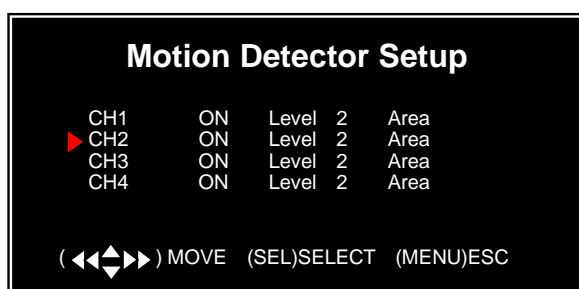 Motion Detector Setup
CH1 ON Level 2 Area
CH2 ON Level 2 Area
CH3 ON Level 2 Area
CH4 ON Level 2 Area
( ) MOVE (SEL)SELECT (MENU)ESC